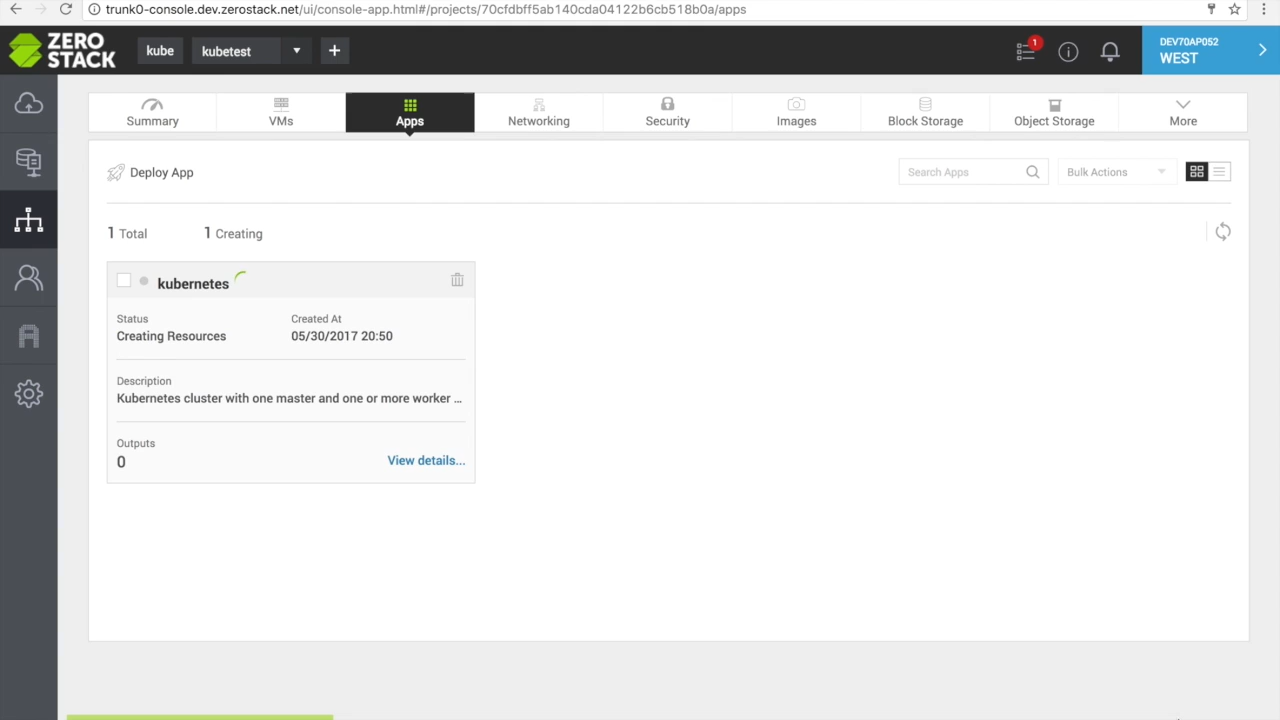 trunk0-console.dev.zerostack.net/ui/console-app.html#/projects/70cfdbff5ab140cda04122b6cb518b0a/apps
ZERO
STACK
kube
kubetest
+
1
DEV70AP052
WEST
Summary
VMs
Apps
Networking
Security
Images
Block Storage
Object Storage
More
Deploy App
Search Apps
Bulk Actions
1 Total
1 Creating
kubernetes
Status
Created At
Creating Resources
05/30/2017 20:50
Description
Kubernetes cluster with one master and one or more worker ...
Outputs
0
View details...